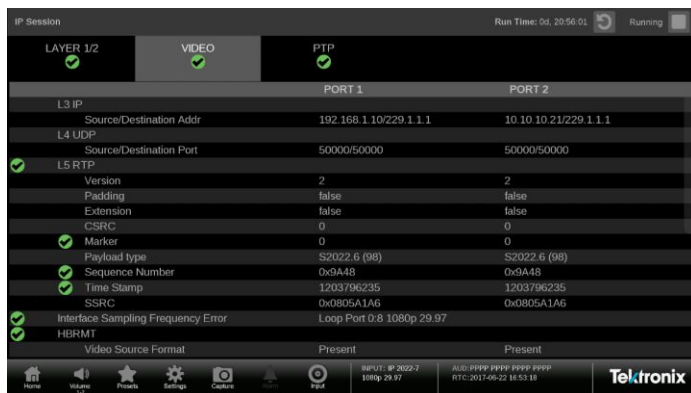 IP Session Run Time: 0d, 20:56:01 Running
LAYER 1/2 VIDEO PTP
PORT 1 PORT 2
L3 IP
Source/Destination Addr 192.168.1.10/229.1.1.1 10.10.10.21/229.1.1.1
L4 UDP
Source/Destination Port 50000/50000 50000/50000
L5 RTP
Version 2 2
Padding false false
Extension false false
CSRC 0 0
Marker 0 0
Payload type S2022.6 (98) S2022.6 (98)
Sequence Number 0x9A48 0x9A48
Time Stamp 1203796235 1203796235
SSRC 0x0805A1A6 0x0805A1A6
Interface Sampling Frequency Error Loop Port 0:8 1080p 29.97
HBRMT
Video Source Format Present Present
INPUT: IP 2022-7 AUD: PPPP PPPP PPPP PPPP
1080p 29.97 RTC: 2017-06-22 16:53:18
Home Volume Presets Settings Capture Alarm Input Tektronix
1-2